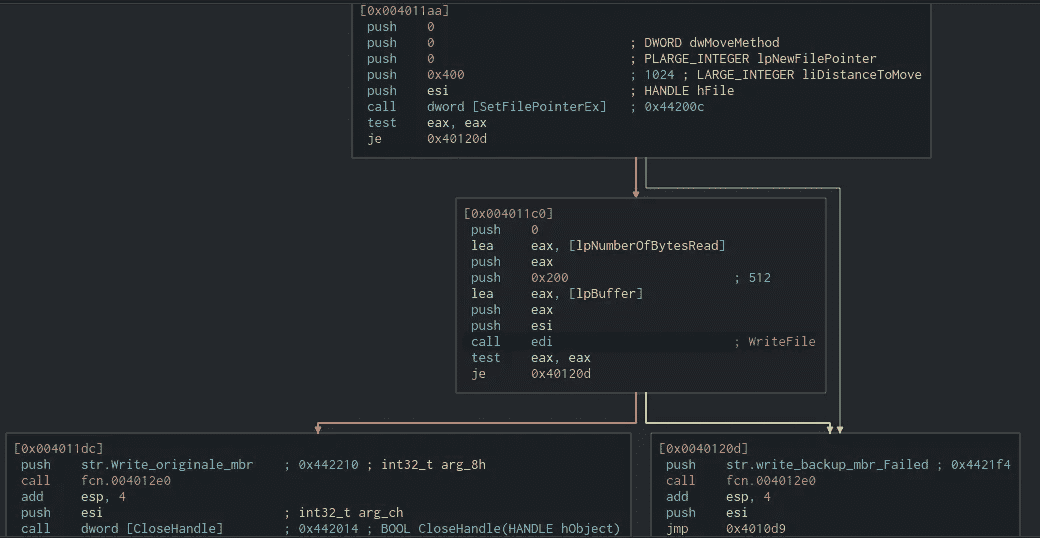 [0x004011aa]
push 0
push 0 ; DWORD dwMoveMethod
push 0 ; PLARGE_INTEGER lpNewFilePointer
push 0x400 ; 1024 ; LARGE_INTEGER liDistanceToMove
push esi ; HANDLE hFile
call dword [SetFilePointerEx] ; 0x44200c
test eax, eax
je 0x40120d
[0x004011c0]
push 0
lea eax, [lpNumberOfBytesRead]
push eax
push 0x200 ; 512
lea eax, [lpBuffer]
push eax
push esi
call edi ; WriteFile
test eax, eax
je 0x40120d
[0x004011dc]
push str.Write_originale_mbr ; 0x442210 ; int32_t arg_8h
call fcn.004012e0
add esp, 4
push esi ; int32_t arg_ch
call dword [CloseHandle] ; 0x442014 ; BOOL CloseHandle(HANDLE hObject)
[0x0040120d]
push str.write_backup_mbr_Failed ; 0x4421f4
call fcn.004012e0
add esp, 4
push esi
jmp 0x4010d9